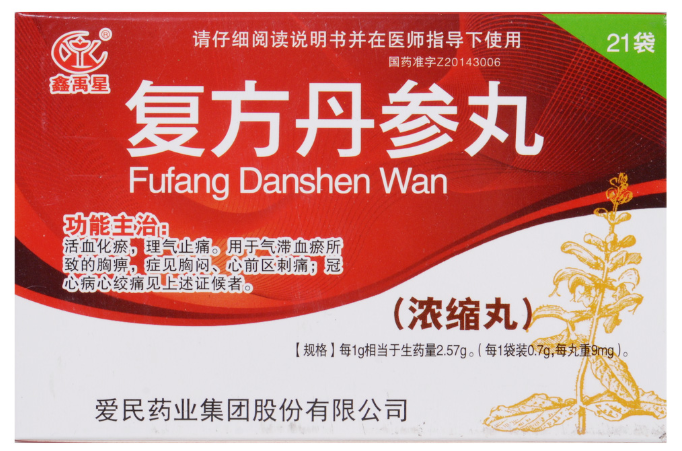 请仔细阅读说明书并在医师指导下使用
国药准字Z20143006
21袋
®
鑫禹星
复方丹参丸
Fufang Danshen Wan
功能主治:
活血化瘀，理气止痛。用于气滞血瘀所
致的胸痹，症见胸闷、心前区刺痛；冠
心病心绞痛见上述证候者。
（浓缩丸）
【规格】每1g相当于生药量2.57g。（每1袋装0.7g,每丸重9mg）。
爱民药业集团股份有限公司